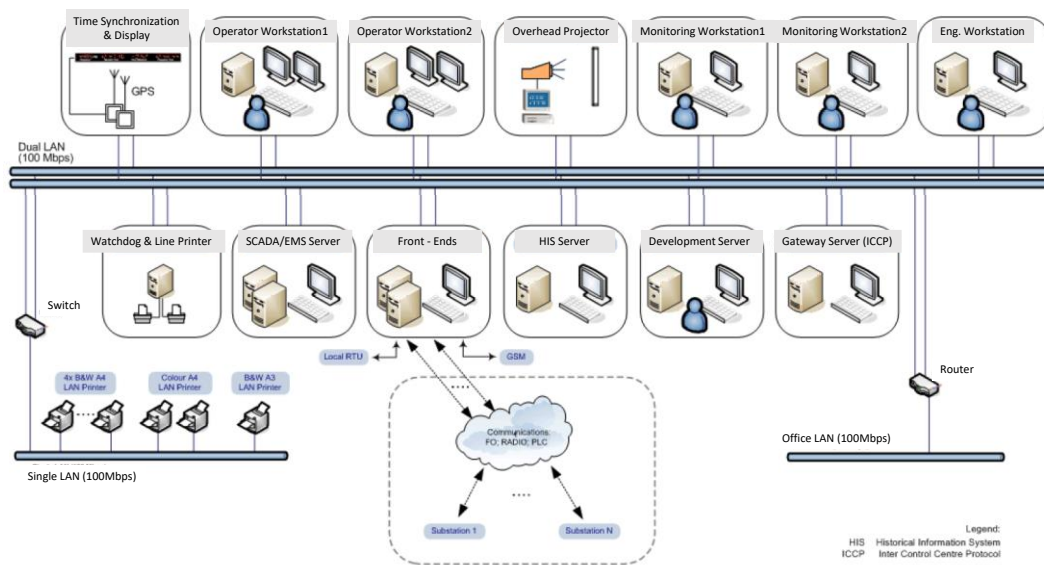 Time Synchronization
& Display
Operator Workstation1
Operator Workstation2
Overhead Projector
Monitoring Workstation1
Monitoring Workstation2
Eng. Workstation
GPS
Dual LAN
(100 Mbps)
Watchdog & Line Printer
SCADA/EMS Server
Front - Ends
HIS Server
Development Server
Gateway Server (ICCP)
Switch
Local RTU
GSM
Router
4x B&W A4
LAN Printer
Colour A4
LAN Printer
B&W A3
LAN Printer
Communications:
FO; RADIO; PLC
Office LAN (100Mbps)
Single LAN (100Mbps)
Substation 1
Substation N
Legend:
HIS Historical Information System
ICCP Inter Control Centre Protocol